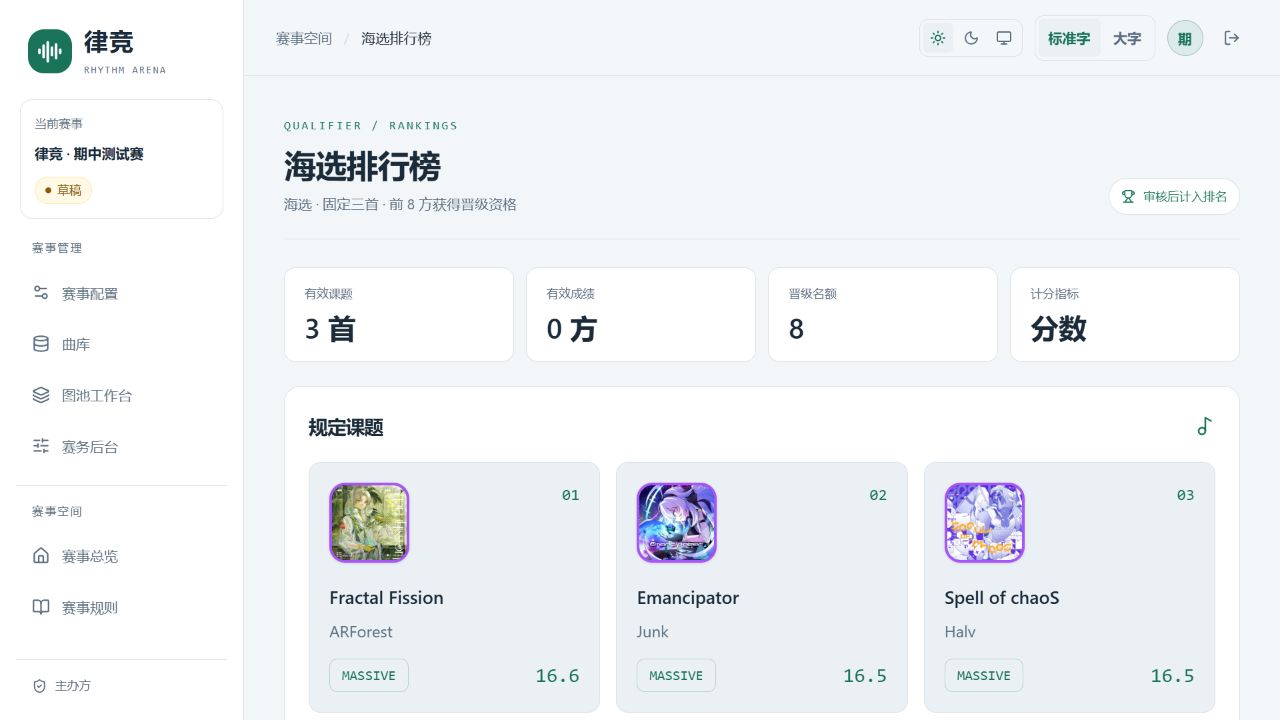 律竞
RHYTHM ARENA
当前赛事
律竞 · 期中测试赛
草稿
赛事管理
赛事配置
曲库
图池工作台
赛务后台
赛事空间
赛事总览
赛事规则
主办方
赛事空间 / 海选排行榜
标准字 大字 期
QUALIFIER / RANKINGS
海选排行榜
海选 · 固定三首 · 前 8 方获得晋级资格
审核后计入排名
有效课题
3 首
有效成绩
0 方
晋级名额
8
计分指标
分数
规定课题
01
Fractal Fission
ARForest
MASSIVE 16.6
02
Emancipator
Junk
MASSIVE 16.5
03
Spell of chaoS
Halv
MASSIVE 16.5